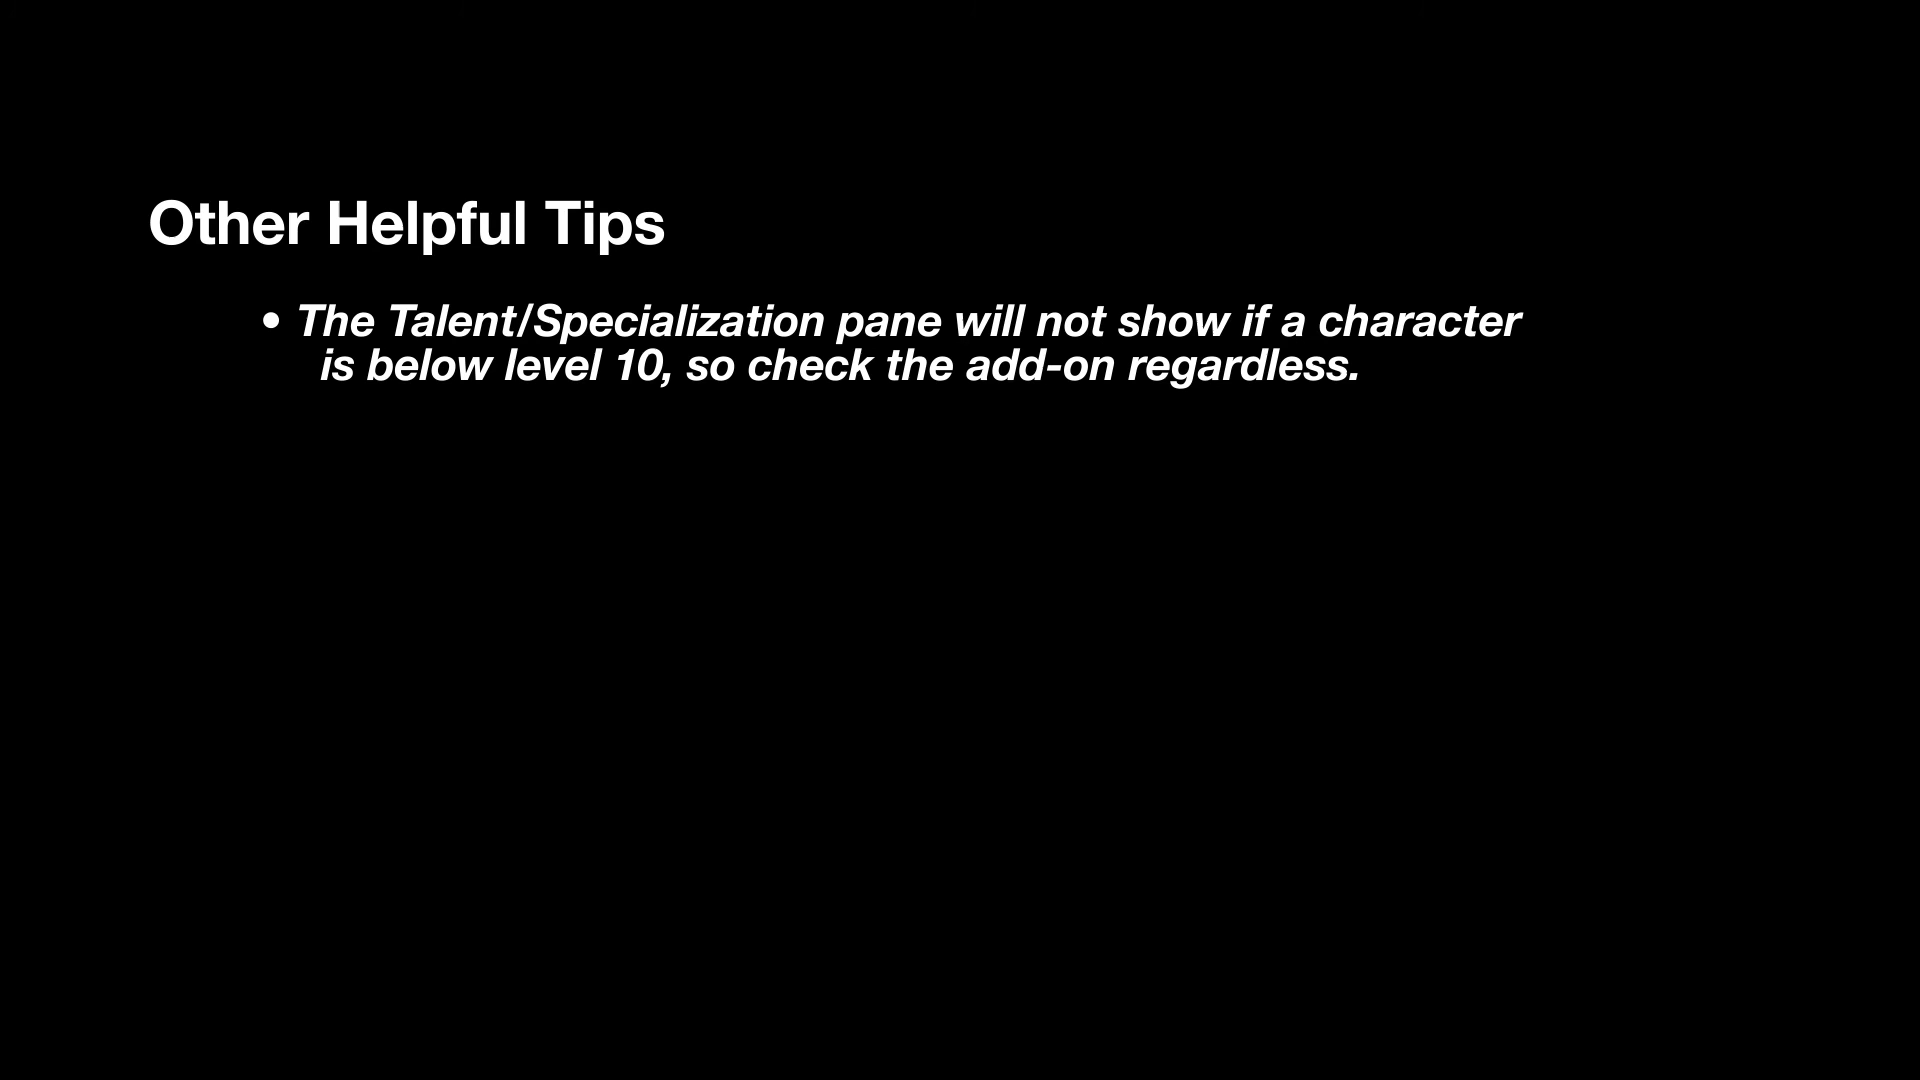 Other Helpful Tips
• The Talent/Specialization pane will not show if a character
is below level 10, so check the add-on regardless.